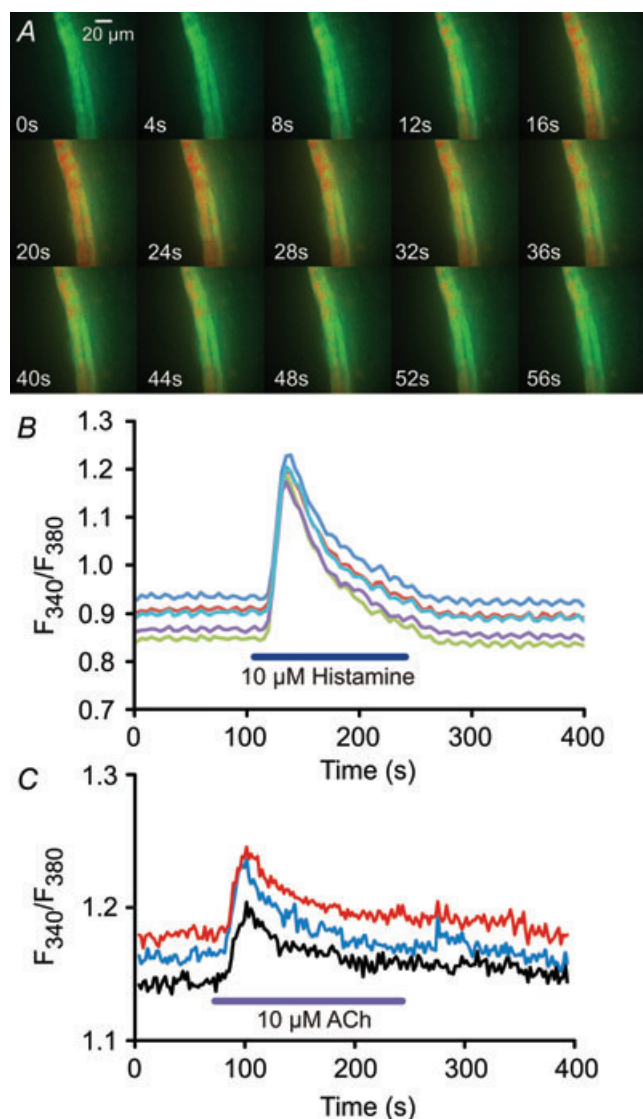 A
20 µm
0s 4s 8s 12s 16s
20s 24s 28s 32s 36s
40s 44s 48s 52s 56s
B
1.3
1.2
1.1
1.0
0.9
0.8
0.7
F340/F380
10 µM Histamine
0 100 200 300 400
Time (s)
C
1.3
1.2
1.1
F340/F380
10 µM ACh
0 100 200 300 400
Time (s)